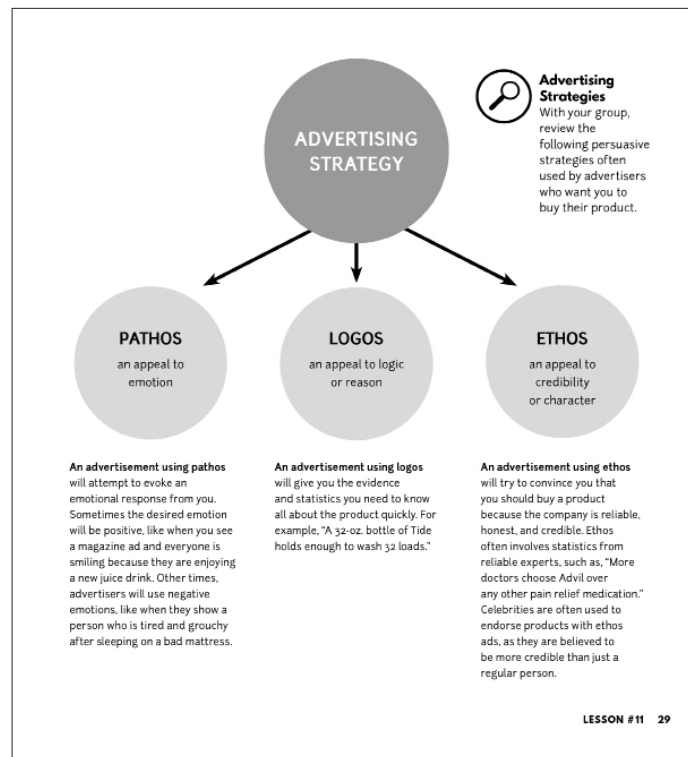 ADVERTISING
STRATEGY
Advertising
Strategies
With your group,
review the
following persuasive
strategies often
used by advertisers
who want you to
buy their product.
PATHOS
an appeal to
emotion
LOGOS
an appeal to logic
or reason
ETHOS
an appeal to
credibility
or character
An advertisement using pathos
will attempt to evoke an
emotional response from you.
Sometimes the desired emotion
will be positive, like when you see
a magazine ad and everyone is
smiling because they are enjoying
a new juice drink. Other times,
advertisers will use negative
emotions, like when they show a
person who is tired and grouchy
after sleeping on a bad mattress.
An advertisement using logos
will give you the evidence
and statistics you need to know
all about the product quickly. For
example, “A 32-oz. bottle of Tide
holds enough to wash 32 loads.”
An advertisement using ethos
will try to convince you that
you should buy a product
because the company is reliable,
honest, and credible. Ethos
often involves statistics from
reliable experts, such as, “More
doctors choose Advil over
any other pain relief medication.”
Celebrities are often used to
endorse products with ethos
ads, as they are believed to
be more credible than just a
regular person.
LESSON #11 29